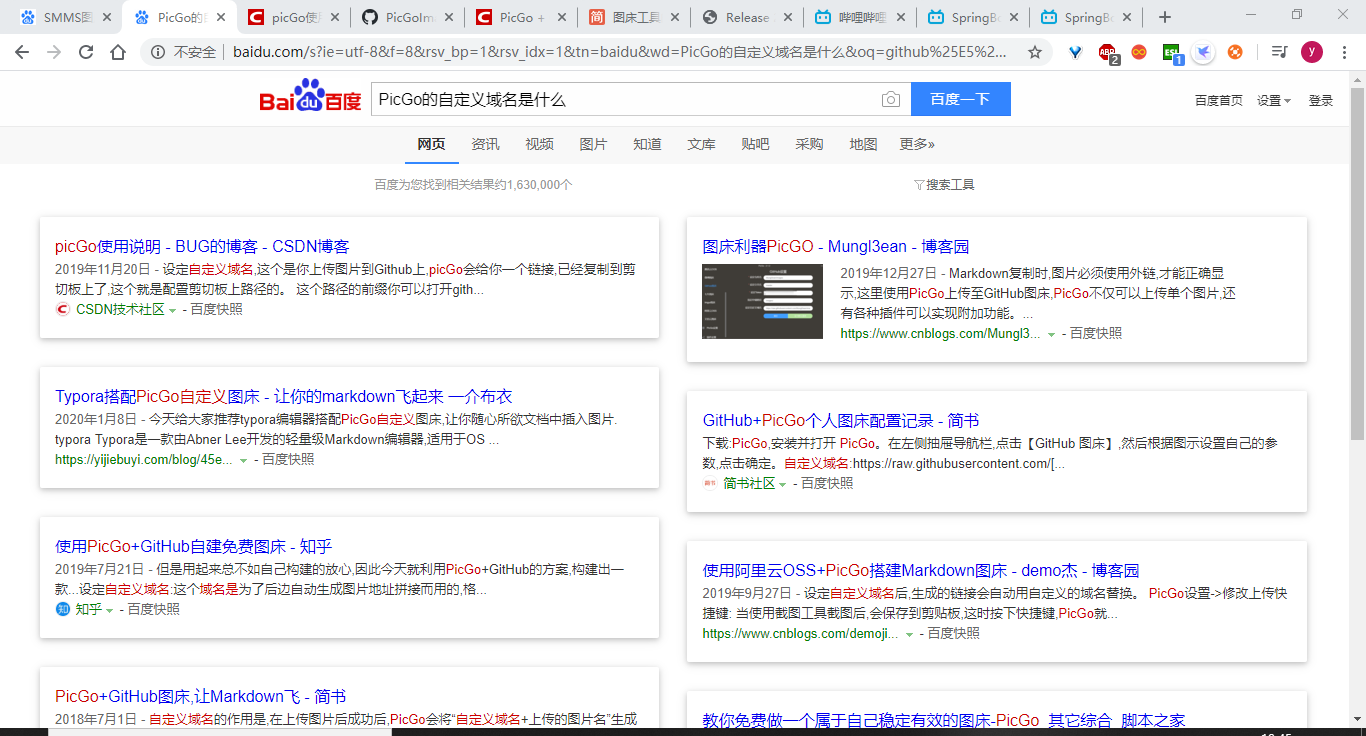 SMMS图
PicGo的自
picGo使用
PicGoIm
PicGo +
图床工具
Release
哔哩哔哩
SpringBo
SpringBo
不安全
baidu.com/s?ie=utf-8&f=8&rsv_bp=1&rsv_idx=1&tn=baidu&wd=PicGo的自定义域名是什么&oq=github%25E5%2...
2
1
y
Bai du 百度
PicGo的自定义域名是什么
百度一下
百度首页 设置 登录
网页 资讯 视频 图片 知道 文库 贴吧 采购 地图 更多»
百度为您找到相关结果约1,630,000个
搜索工具
picGo使用说明 - BUG的博客 - CSDN博客
2019年11月20日 - 设定自定义域名,这个是你上传图片到Github上,picGo会给你一个链接,已经复制到剪
切板上了,这个就是配置剪切板上路径的。 这个路径的前缀你可以打开gith...
CSDN技术社区 - 百度快照
Typora搭配PicGo自定义图床 - 让你的markdown飞起来 一介布衣
2020年1月8日 - 今天给大家推荐typora编辑器搭配PicGo自定义图床,让你随心所欲文档中插入图片.
typora Typora是一款由Abner Lee开发的轻量级Markdown编辑器,适用于OS ...
https://yijiebuyi.com/blog/45e... - 百度快照
使用PicGo+GitHub自建免费图床 - 知乎
2019年7月21日 - 但是用起来总不如自己构建的放心,因此今天就利用PicGo+GitHub的方案,构建出一
款...设定自定义域名:这个域名是为了后边自动生成图片地址拼接而用的,格...
知乎 - 百度快照
PicGo+GitHub图床,让Markdown飞 - 简书
2018年7月1日 - 自定义域名的作用是,在上传图片后成功后,PicGo会将“自定义域名+上传的图片名”生成
图床利器PicGO - Mungl3ean - 博客园
2019年12月27日 - Markdown复制时,图片必须使用外链,才能正确显
示,这里使用PicGo上传至GitHub图床,PicGo不仅可以上传单个图片,还
有各种插件可以实现附加功能。...
https://www.cnblogs.com/Mungl3... - 百度快照
GitHub+PicGo个人图床配置记录 - 简书
下载:PicGo,安装并打开 PicGo。在左侧抽屉导航栏,点击【GitHub 图床】,然后根据图示设置自己的参
数,点击确定。自定义域名:https://raw.githubusercontent.com/[...
简书社区 - 百度快照
使用阿里云OSS+PicGo搭建Markdown图床 - demo杰 - 博客园
2019年9月27日 - 设定自定义域名后,生成的链接会自动用自定义的域名替换。 PicGo设置->修改上传快
捷键: 当使用截图工具截图后,会保存到剪贴板,这时按下快捷键,PicGo就...
https://www.cnblogs.com/demoji... - 百度快照
教你免费做一个属于自己稳定有效的图床-PicGo_其它综合_脚本之家